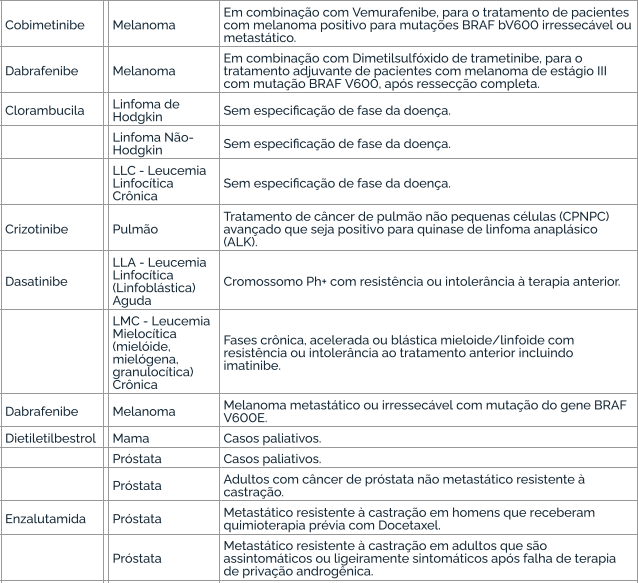 Cobimetinibe
Melanoma
Em combinação com Vemurafenibe, para o tratamento de pacientes
com melanoma positivo para mutações BRAF bV600 irressecável ou
metastático.
Dabrafenibe
Melanoma
Em combinação com Dimetilsulfóxido de trametinibe, para o
tratamento adjuvante de pacientes com melanoma de estágio III
com mutação BRAF V600, após ressecção completa.
Clorambucila
Linfoma de
Hodgkin
Sem especificação de fase da doença.
Linfoma Não-
Hodgkin
Sem especificação de fase da doença.
LLC - Leucemia
Linfocítica
Crônica
Sem especificação de fase da doença.
Crizotinibe
Pulmão
Tratamento de câncer de pulmão não pequenas células (CPNPC)
avançado que seja positivo para quinase de linfoma anaplásico
(ALK).
Dasatinibe
LLA - Leucemia
Linfocítica
(Linfoblástica)
Aguda
Cromossomo Ph+ com resistência ou intolerância à terapia anterior.
LMC - Leucemia
Mielocítica
(mielóide,
mielógena,
granulocítica)
Crônica
Fases crônica, acelerada ou blástica mieloide/linfoide com
resistência ou intolerância ao tratamento anterior incluindo
imatinibe.
Dabrafenibe
Melanoma
Melanoma metastático ou irressecável com mutação do gene BRAF
V600E.
Dietiletilbestrol
Mama
Casos paliativos.
Próstata
Casos paliativos.
Próstata
Adultos com câncer de próstata não metastático resistente à
castração.
Enzalutamida
Próstata
Metastático resistente à castração em homens que receberam
quimioterapia prévia com Docetaxel.
Próstata
Metastático resistente à castração em adultos que são
assintomáticos ou ligeiramente sintomáticos após falha de terapia
de privação androgênica.